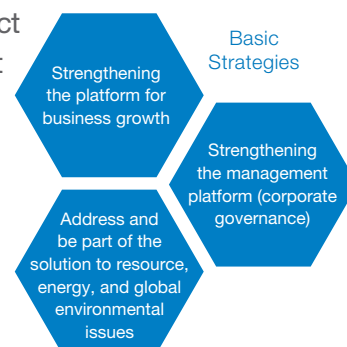 Basic
Strategies
Strengthening
the platform for
business growth
Strengthening
the management
platform (corporate
governance)
Address and
be part of the
solution to resource,
energy, and global
environmental
issues